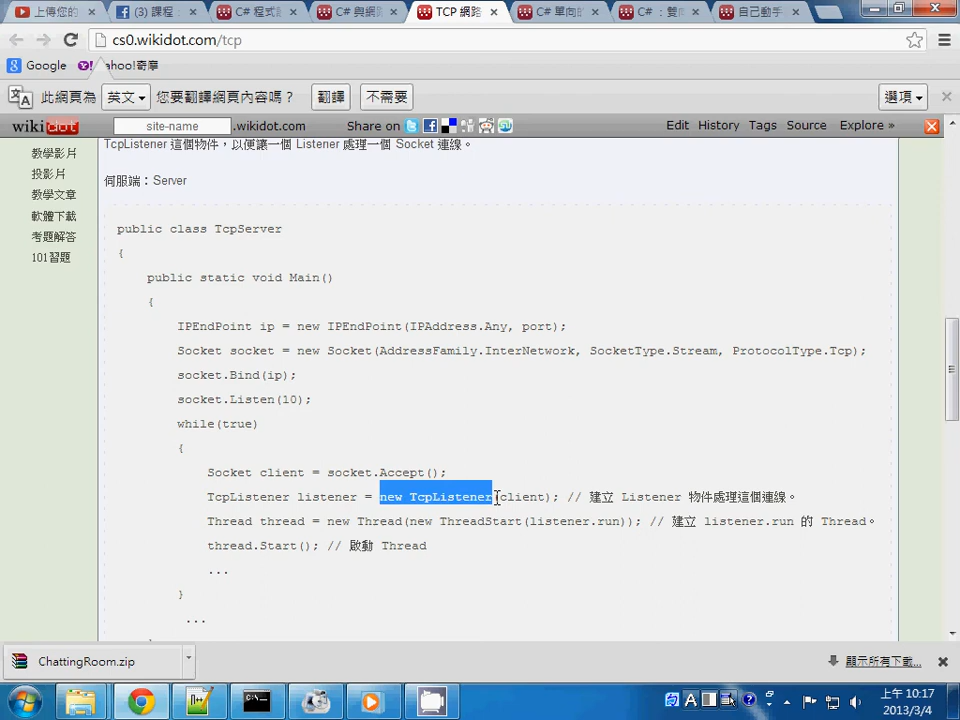 上傳您的
(3) 課程
C# 程式
C# 與網
TCP 網路
C# 單向的
C# ：雙
自己動手
cs0.wikidot.com/tcp
Google
ahoo!奇摩
此網頁為 英文 您要翻譯網頁內容嗎？ 翻譯 不需要 選項
wikidot site-name .wikidot.com Share on Edit History Tags Source Explore »
教學影片
投影片
教學文章
軟體下載
考題解答
101習題
TcpListener 這個物件，以便讓一個 Listener 處理一個 Socket 連線。
伺服端：Server
public class TcpServer
{
public static void Main()
{
IPEndPoint ip = new IPEndPoint(IPAddress.Any, port);
Socket socket = new Socket(AddressFamily.InterNetwork, SocketType.Stream, ProtocolType.Tcp);
socket.Bind(ip);
socket.Listen(10);
while(true)
{
Socket client = socket.Accept();
TcpListener listener = new TcpListener(client); // 建立 Listener 物件處理這個連線。
Thread thread = new Thread(new ThreadStart(listener.run)); // 建立 listener.run 的 Thread。
thread.Start(); // 啟動 Thread
...
}
...
ChattingRoom.zip
顯示所有下載...
上午 10:17
2013/3/4